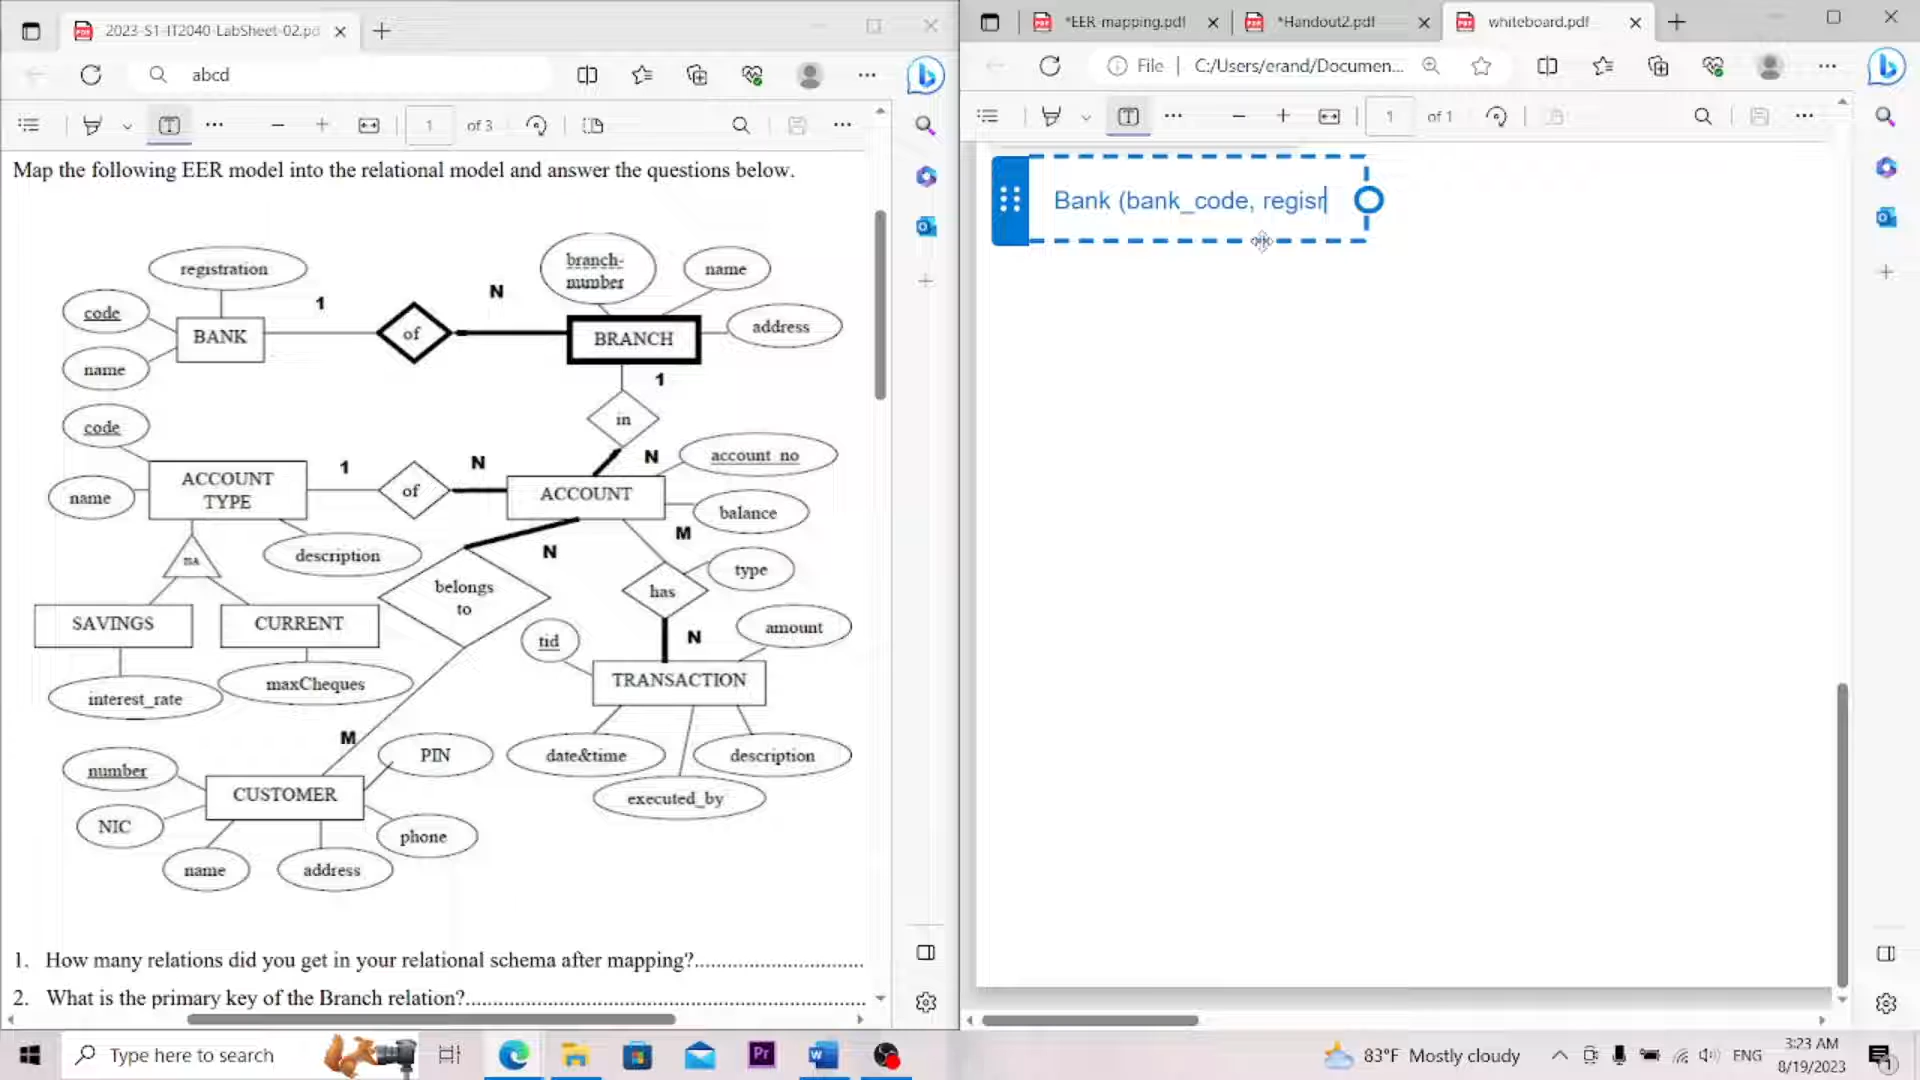 2023-S1-IT2040-LabSheet-02.pd
abcd
1 of 3
Map the following EER model into the relational model and answer the questions below.
registration
code
name
BANK
1
of
N
branch-
number
name
address
BRANCH
1
in
N
code
name
ACCOUNT
TYPE
description
1
of
N
ACCOUNT
account_no
balance
M
type
has
N
ISA
SAVINGS
CURRENT
interest_rate
maxCheques
belongs
to
N
M
tid
amount
TRANSACTION
date&time
description
executed_by
number
NIC
name
address
phone
PIN
CUSTOMER
1. How many relations did you get in your relational schema after mapping?..............................
2. What is the primary key of the Branch relation?.......................................................................
*EER-mapping.pdf
*Handout2.pdf
whiteboard.pdf
File | C:/Users/erand/Documen...
1 of 1
Bank (bank_code, regisr
Type here to search
Pr
83°F Mostly cloudy
ENG
3:23 AM
8/19/2023
1